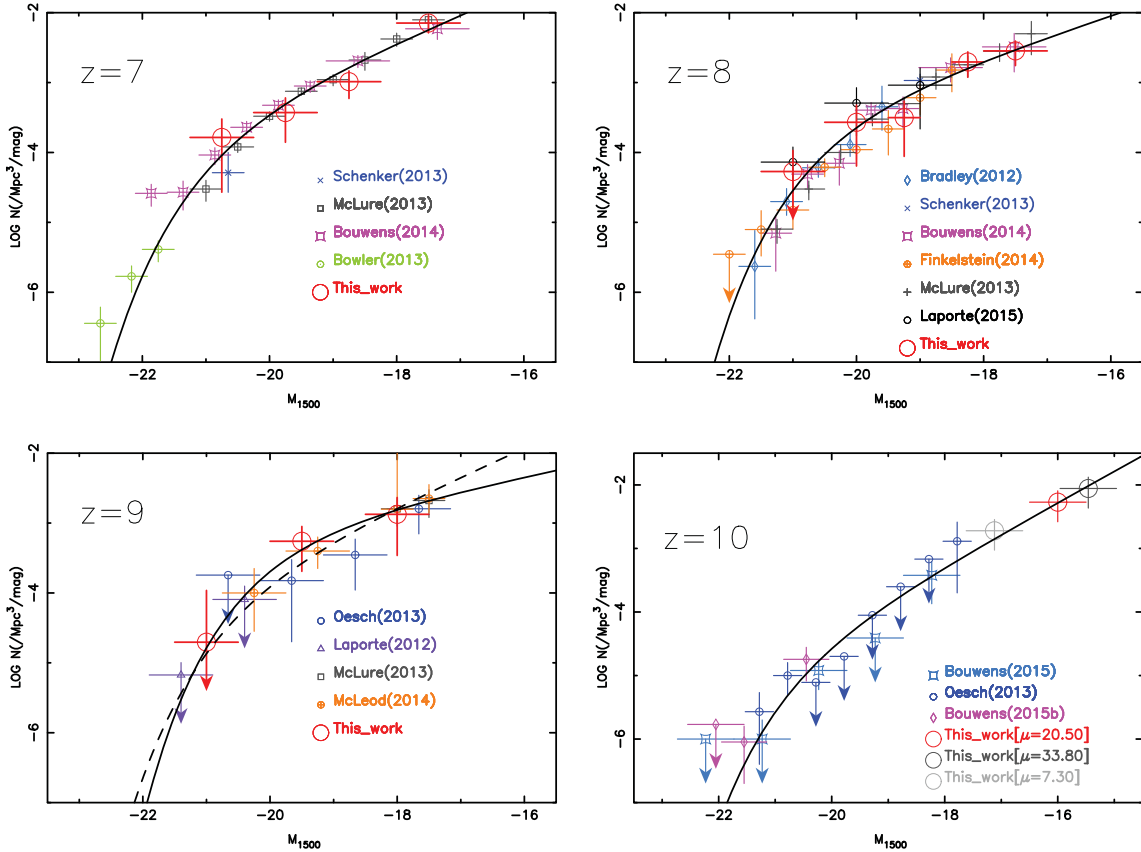 z=7
LOG N(/Mpc³/mag)
-2
-4
-6
-22
-20
-18
-16
M1500
Schenker(2013)
McLure(2013)
Bouwens(2014)
Bowler(2013)
This_work
z=8
LOG N(/Mpc³/mag)
-2
-4
-6
-22
-20
-18
-16
M1500
Bradley(2012)
Schenker(2013)
Bouwens(2014)
Finkelstein(2014)
McLure(2013)
Laporte(2015)
This_work
z=9
LOG N(/Mpc³/mag)
-2
-4
-6
-22
-20
-18
-16
M1500
Oesch(2013)
Laporte(2012)
McLure(2013)
McLeod(2014)
This_work
z=10
LOG N(/Mpc³/mag)
-2
-4
-6
-22
-20
-18
-16
M1500
Bouwens(2015)
Oesch(2013)
Bouwens(2015b)
This_work[μ=20.50]
This_work[μ=33.80]
This_work[μ=7.30]